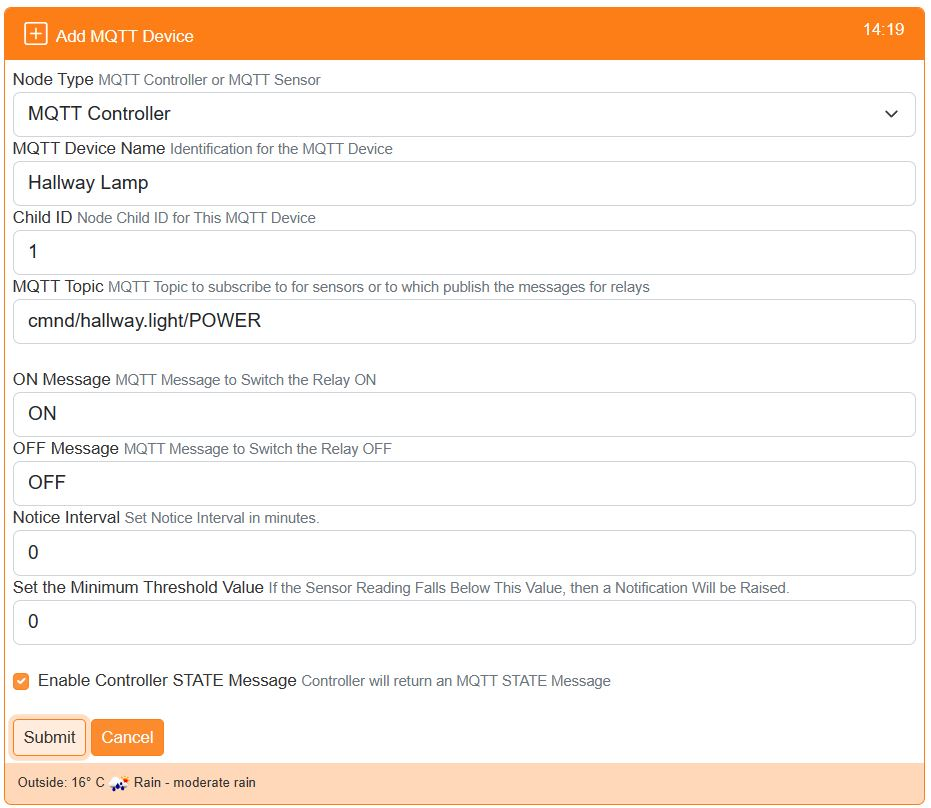 Add MQTT Device 14:19
Node Type MQTT Controller or MQTT Sensor
MQTT Controller
MQTT Device Name Identification for the MQTT Device
Hallway Lamp
Child ID Node Child ID for This MQTT Device
1
MQTT Topic MQTT Topic to subscribe to for sensors or to which publish the messages for relays
cmnd/hallway.light/POWER
ON Message MQTT Message to Switch the Relay ON
ON
OFF Message MQTT Message to Switch the Relay OFF
OFF
Notice Interval Set Notice Interval in minutes.
0
Set the Minimum Threshold Value If the Sensor Reading Falls Below This Value, then a Notification Will be Raised.
0
Enable Controller STATE Message Controller will return an MQTT STATE Message
Submit Cancel
Outside: 16° C Rain - moderate rain